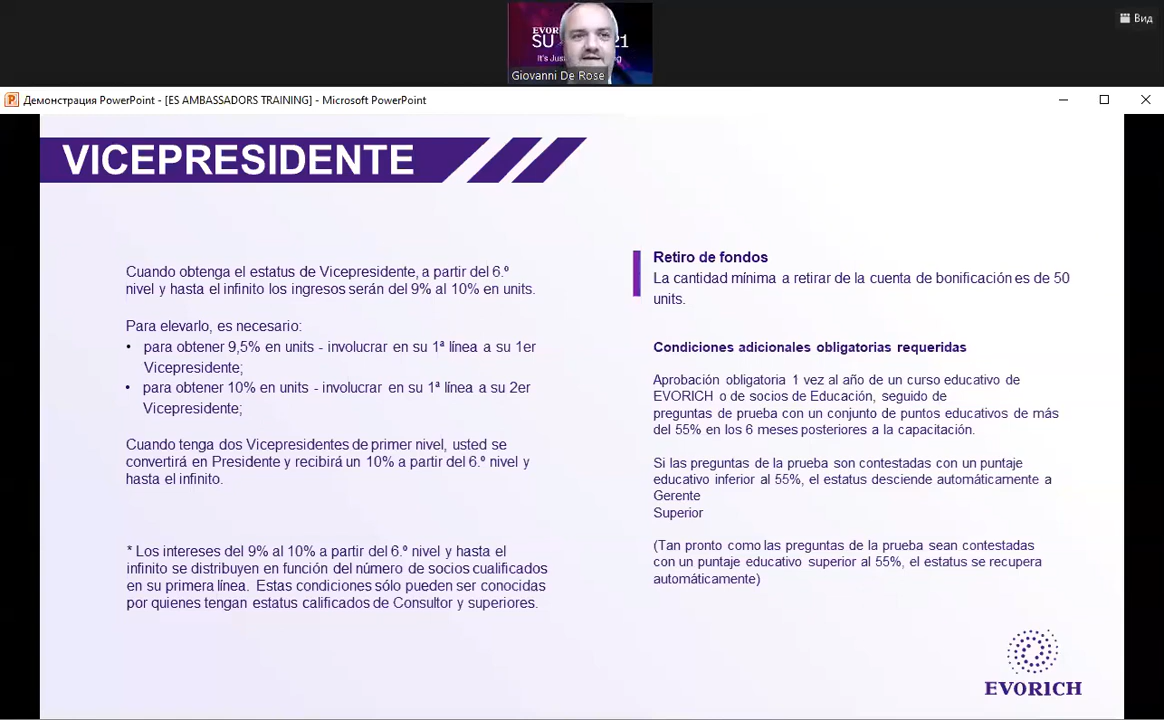 EVOR
SU 21
It's Jus
Giovanni De Rose
Вид
Демонстрация PowerPoint - [ES AMBASSADORS TRAINING] - Microsoft PowerPoint
VICEPRESIDENTE
Cuando obtenga el estatus de Vicepresidente, a partir del 6.º
nivel y hasta el infinito los ingresos serán del 9% al 10% en units.
Para elevarlo, es necesario:
• para obtener 9,5% en units - involucrar en su 1ª línea a su 1er
Vicepresidente;
• para obtener 10% en units - involucrar en su 1ª línea a su 2er
Vicepresidente;
Cuando tenga dos Vicepresidentes de primer nivel, usted se
convertirá en Presidente y recibirá un 10% a partir del 6.º nivel y
hasta el infinito.
* Los intereses del 9% al 10% a partir del 6.º nivel y hasta el
infinito se distribuyen en función del número de socios cualificados
en su primera línea. Estas condiciones sólo pueden ser conocidas
por quienes tengan estatus calificados de Consultor y superiores.
Retiro de fondos
La cantidad mínima a retirar de la cuenta de bonificación es de 50
units.
Condiciones adicionales obligatorias requeridas
Aprobación obligatoria 1 vez al año de un curso educativo de
EVORICH o de socios de Educación, seguido de
preguntas de prueba con un conjunto de puntos educativos de más
del 55% en los 6 meses posteriores a la capacitación.
Si las preguntas de la prueba son contestadas con un puntaje
educativo inferior al 55%, el estatus desciende automáticamente a
Gerente
Superior
(Tan pronto como las preguntas de la prueba sean contestadas
con un puntaje educativo superior al 55%, el estatus se recupera
automáticamente)
EVORICH